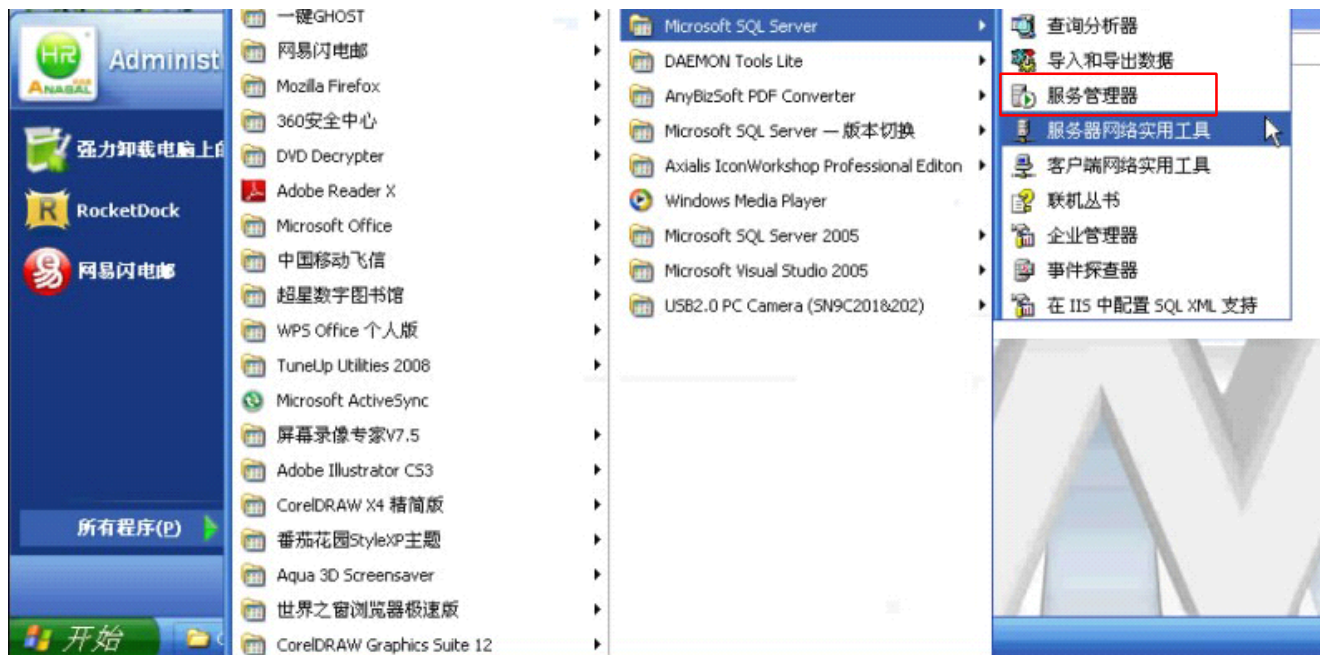 HR
ANASAL
Administ
强力卸载电脑上的
RocketDock
网易闪电邮
所有程序(P)
开始
一键GHOST
网易闪电邮
Mozilla Firefox
360安全中心
DVD Decrypter
Adobe Reader X
Microsoft Office
中国移动飞信
超星数字图书馆
WPS Office 个人版
TuneUp Utilities 2008
Microsoft ActiveSync
屏幕录像专家V7.5
Adobe Illustrator CS3
CorelDRAW X4 精简版
番茄花园StyleXP主题
Aqua 3D Screensaver
世界之窗浏览器极速版
CorelDRAW Graphics Suite 12
Microsoft SQL Server
DAEMON Tools Lite
AnyBizSoft PDF Converter
Microsoft SQL Server — 版本切换
Axialis IconWorkshop Professional Editon
Windows Media Player
Microsoft SQL Server 2005
Microsoft Visual Studio 2005
USB2.0 PC Camera (SN9C201&202)
查询分析器
导入和导出数据
服务管理器
服务器网络实用工具
客户端网络实用工具
联机丛书
企业管理器
事件探查器
在 IIS 中配置 SQL XML 支持